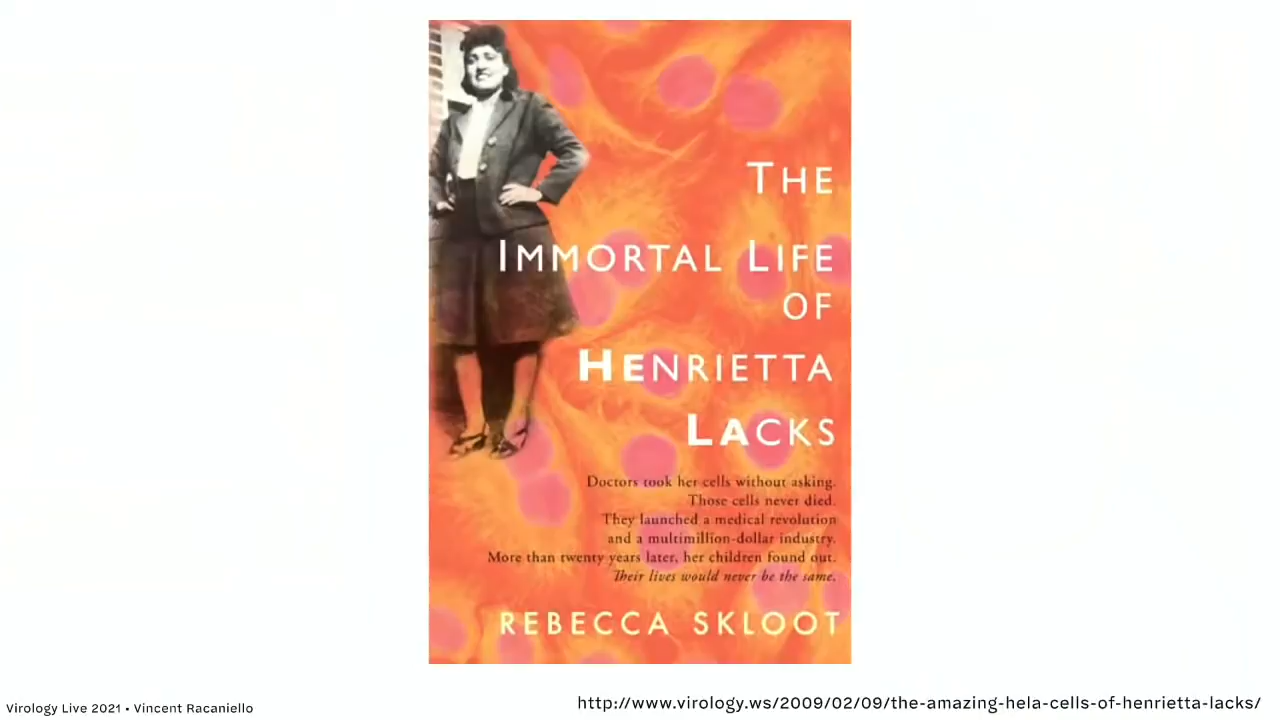 THE
IMMORTAL LIFE
OF
HENRIETTA
LACKS
Doctors took her cells without asking.
Those cells never died.
They launched a medical revolution
and a multimillion-dollar industry.
More than twenty years later, her children found out.
Their lives would never be the same.
REBECCA SKLOOT
Virology Live 2021 • Vincent Racaniello
http://www.virology.ws/2009/02/09/the-amazing-hela-cells-of-henrietta-lacks/